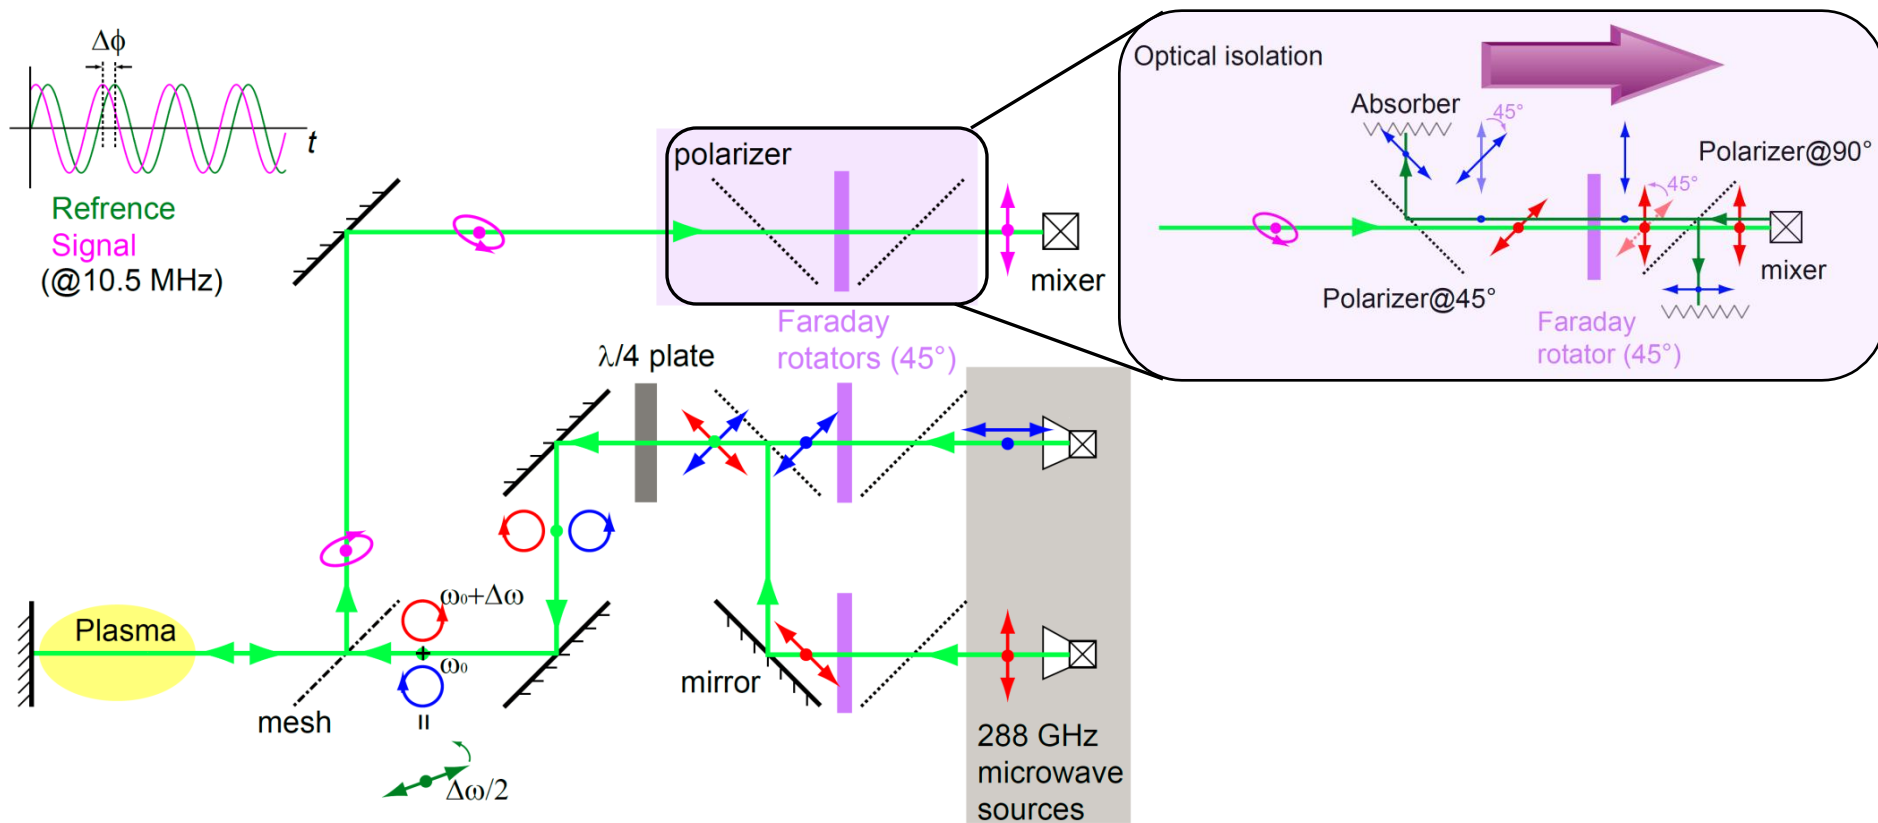 Δϕ
t
Refrence
Signal
(@10.5 MHz)
polarizer
mixer
Faraday
rotators (45°)
λ/4 plate
Optical isolation
Absorber
45°
Polarizer@90°
45°
mixer
Polarizer@45°
Faraday
rotator (45°)
Plasma
ω₀+Δω
ω₀
mesh
=
Δω/2
mirror
288 GHz
microwave
sources